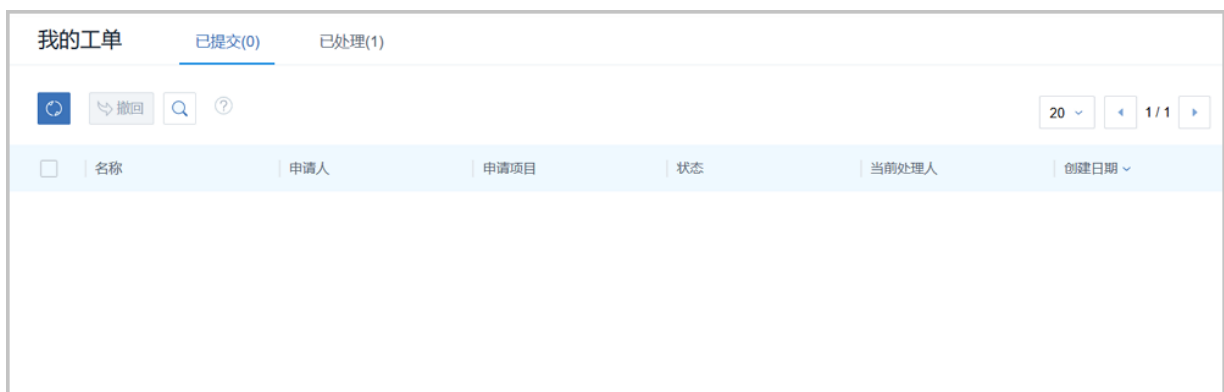 我的工单 已提交(0) 已处理(1)
撤回 ? 20 1 / 1
名称 申请人 申请项目 状态 当前处理人 创建日期